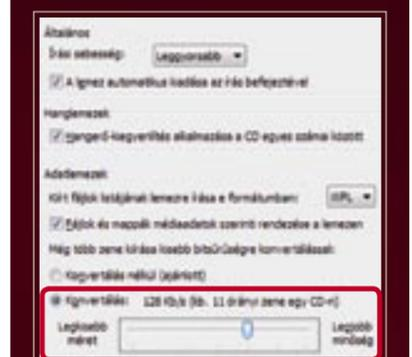 Általános
Írási sebesség: Leggyorsabb
A lemez automatikus kiadása az írás befejeztével
Hanglemezek
Hangerő-kiegyenlítés alkalmazása a CD egyes számai között
Adatlemezek
Kiírt fájlok listájának lemezre írása e formátumban: WPL
Fájlok és mappák médiaadatok szerinti rendezése a lemezen
Még több zene kiírása kisebb bitsűrűségre konvertálással:
Konvertálás nélkül (ajánlott)
Konvertálás: 128 Kb/s (kb. 11 órányi zene egy CD-n)
Legkisebb méret
Legjobb minőség